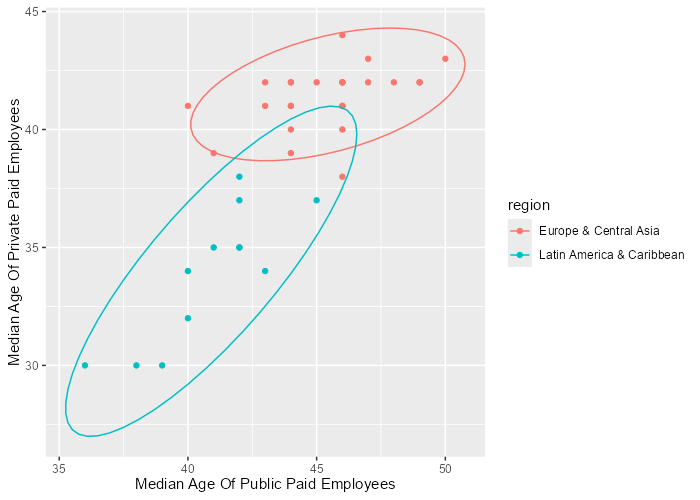 45
40
35
30
35
40
45
50
Median Age Of Private Paid Employees
Median Age Of Public Paid Employees
region
Europe & Central Asia
Latin America & Caribbean